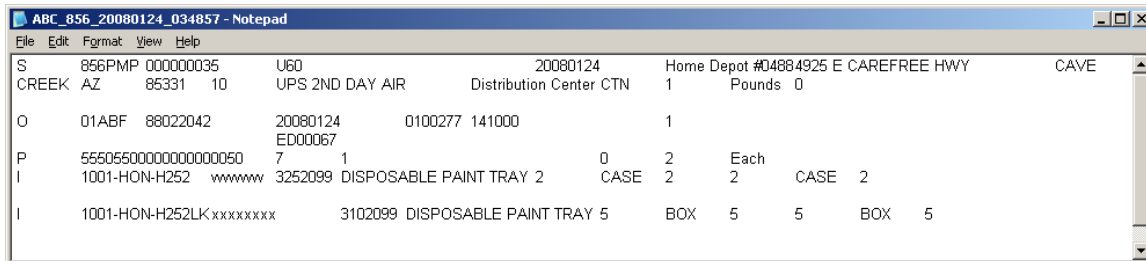 ABC_856_20080124_034857 - Notepad
File Edit Format View Help
S 856PMP 000000035 U60 20080124 Home Depot #04884925 E CAREFREE HWY CAVE
CREEK AZ 85331 10 UPS 2ND DAY AIR Distribution Center CTN 1 Pounds 0
O 01ABF 88022042 20080124 0100277 141000 1
ED00067
P 55505500000000000050 7 1 0 2 Each
I 1001-HON-H252 wwwww 3252099 DISPOSABLE PAINT TRAY 2 CASE 2 2 CASE 2
I 1001-HON-H252LK xxxxxxxx 3102099 DISPOSABLE PAINT TRAY 5 BOX 5 5 BOX 5